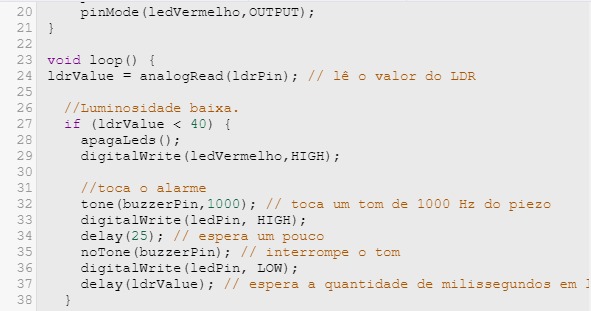 20 pinMode(ledVermelho,OUTPUT);
21 }
22
23 void loop() {
24 ldrValue = analogRead(ldrPin); // lê o valor do LDR
25
26 //Luminosidade baixa.
27 if (ldrValue < 40) {
28 apagaLeds();
29 digitalWrite(ledVermelho,HIGH);
30
31 //toca o alarme
32 tone(buzzerPin,1000); // toca um tom de 1000 Hz do piezo
33 digitalWrite(ledPin, HIGH);
34 delay(25); // espera um pouco
35 noTone(buzzerPin); // interrompe o tom
36 digitalWrite(ledPin, LOW);
37 delay(ldrValue); // espera a quantidade de milissegundos em
38 }